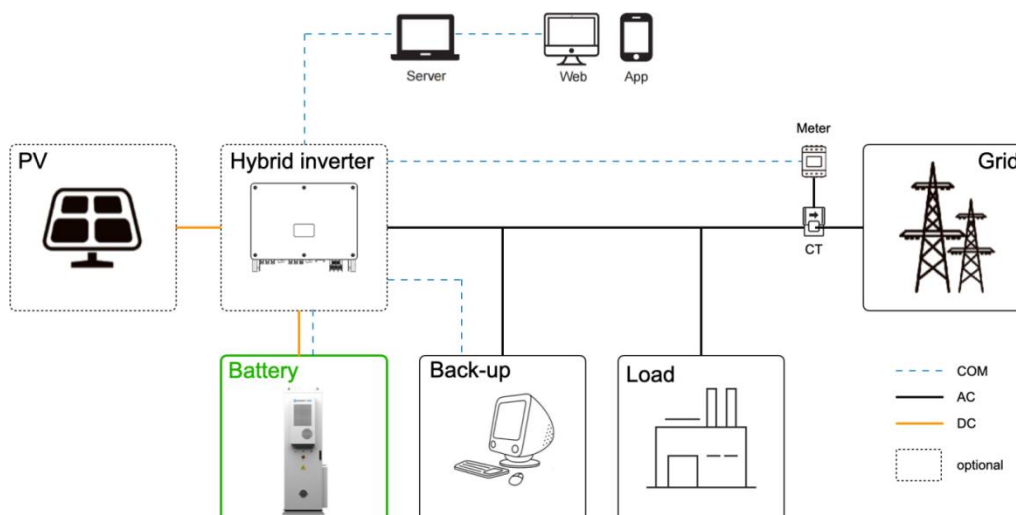 Server
Web
App
Meter
PV
Hybrid inverter
Grid
CT
Battery
Back-up
Load
COM
AC
DC
optional